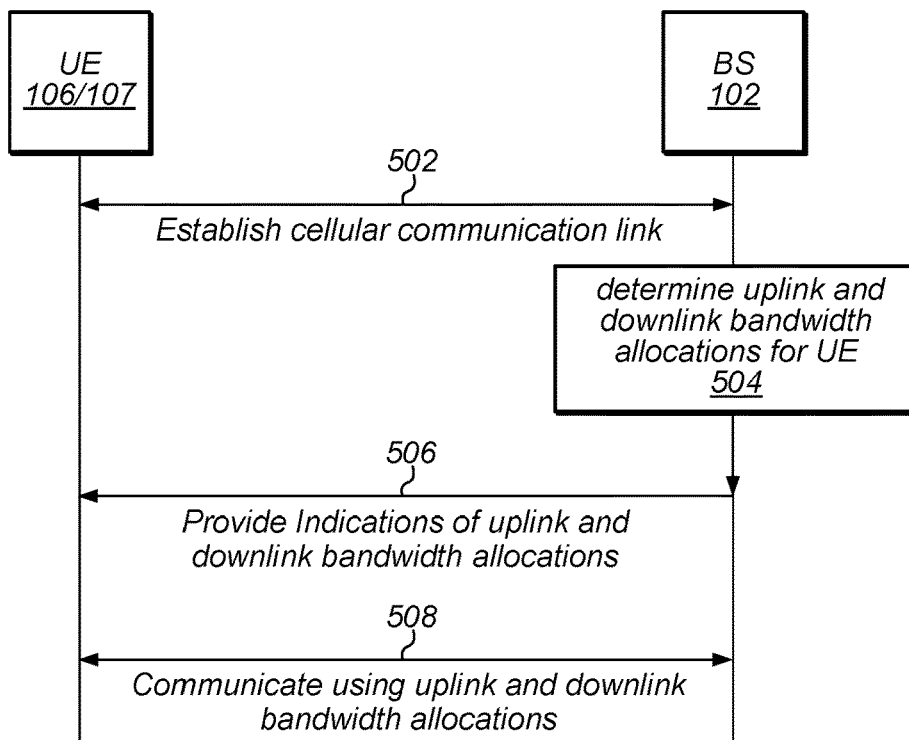 UE
106/107
BS
102
502
Establish cellular communication link
determine uplink and
downlink bandwidth
allocations for UE
504
506
Provide Indications of uplink and
downlink bandwidth allocations
508
Communicate using uplink and downlink
bandwidth allocations